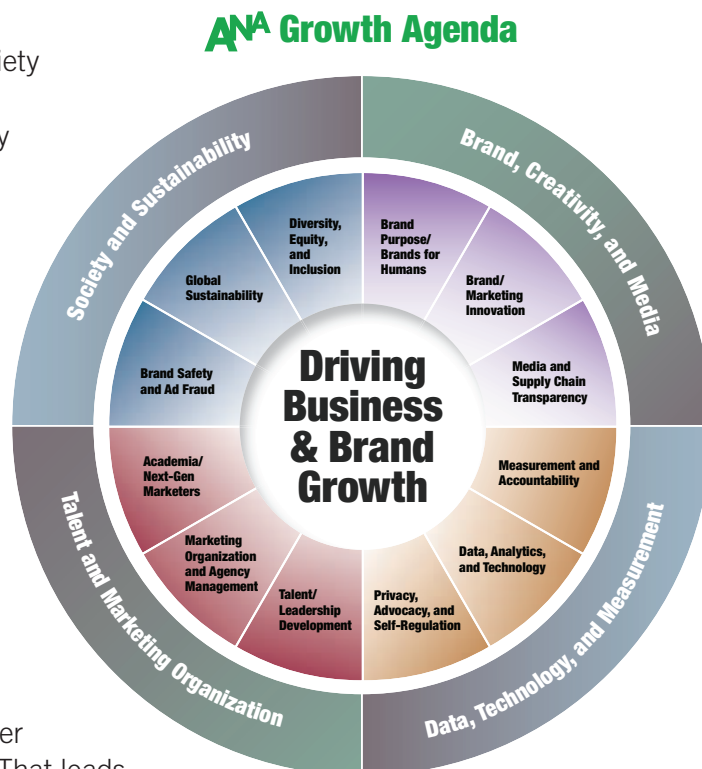 ANA Growth Agenda
Society and Sustainability
Brand, Creativity, and Media
Data, Technology, and Measurement
Talent and Marketing Organization
Driving
Business
& Brand
Growth
Brand
Purpose/
Brands for
Humans
Brand/
Marketing
Innovation
Media and
Supply Chain
Transparency
Measurement and
Accountability
Data, Analytics,
and Technology
Privacy,
Advocacy, and
Self-Regulation
Talent/
Leadership
Development
Marketing
Organization
and Agency
Management
Academia/
Next-Gen
Marketers
Brand Safety
and Ad Fraud
Global
Sustainability
Diversity,
Equity,
and
Inclusion
iety
y
er
That leads